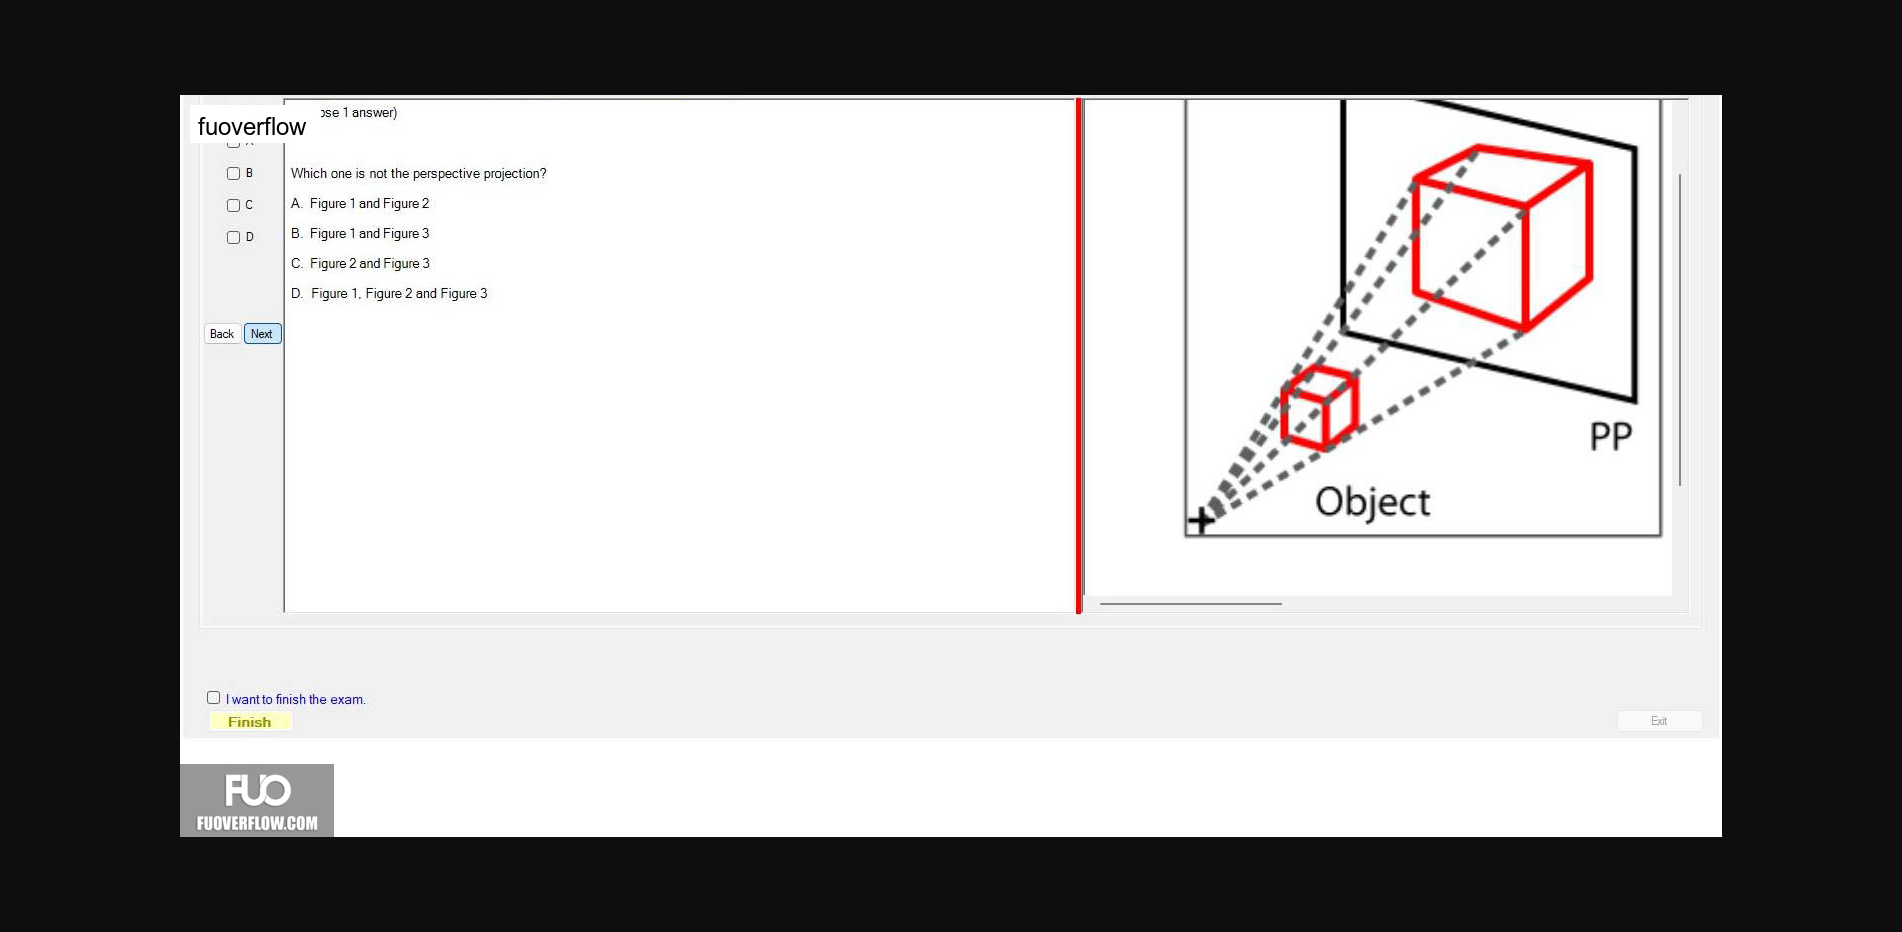 fuoverflow
1 answer)
B
C
D
Which one is not the perspective projection?
A. Figure 1 and Figure 2
B. Figure 1 and Figure 3
C. Figure 2 and Figure 3
D. Figure 1, Figure 2 and Figure 3
Back
Next
PP
Object
I want to finish the exam.
Finish
Exit
FUO
FUOVERFLOW.COM